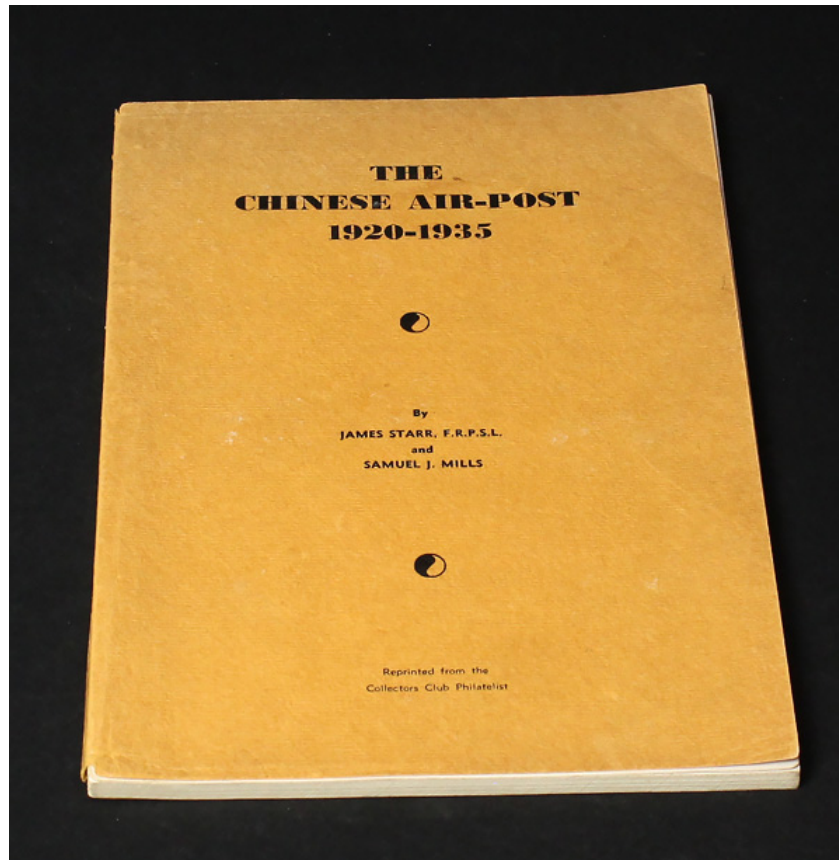 THE
CHINESE AIR-POST
1920-1935
By
JAMES STARR, F.R.P.S.L.
and
SAMUEL J. MILLS
Reprinted from the
Collectors Club Philatelist